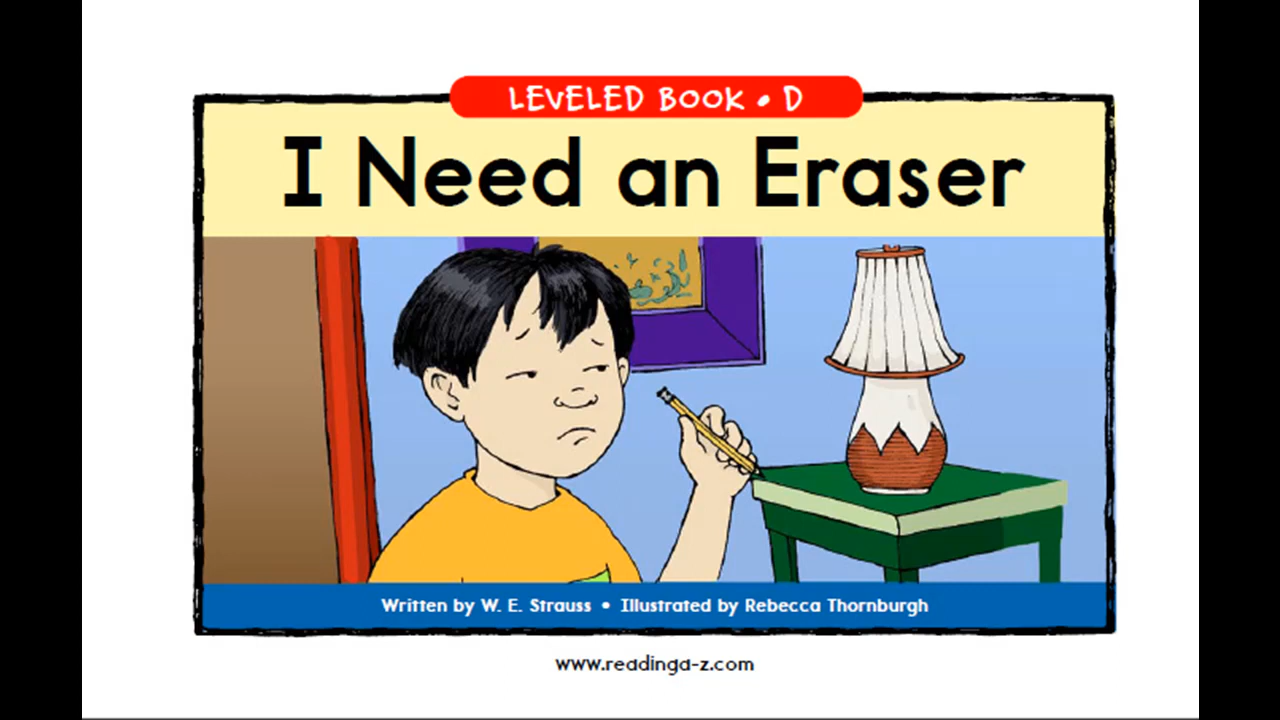 LEVELED BOOK • D
I Need an Eraser
Written by W. E. Strauss • Illustrated by Rebecca Thornburgh
www.readinga-z.com